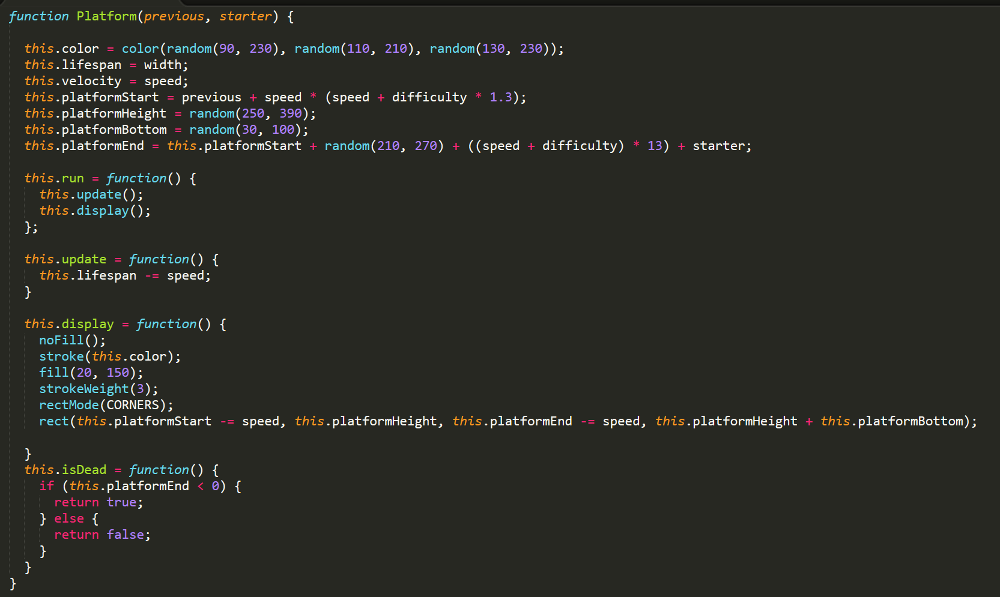 function Platform(previous, starter) {
this.color = color(random(90, 230), random(110, 210), random(130, 230));
this.lifespan = width;
this.velocity = speed;
this.platformStart = previous + speed * (speed + difficulty * 1.3);
this.platformHeight = random(250, 390);
this.platformBottom = random(30, 100);
this.platformEnd = this.platformStart + random(210, 270) + ((speed + difficulty) * 13) + starter;
this.run = function() {
this.update();
this.display();
};
this.update = function() {
this.lifespan -= speed;
}
this.display = function() {
noFill();
stroke(this.color);
fill(20, 150);
strokeWeight(3);
rectMode(CORNERS);
rect(this.platformStart -= speed, this.platformHeight, this.platformEnd -= speed, this.platformHeight + this.platformBottom);
}
this.isDead = function() {
if (this.platformEnd < 0) {
return true;
} else {
return false;
}
}
}